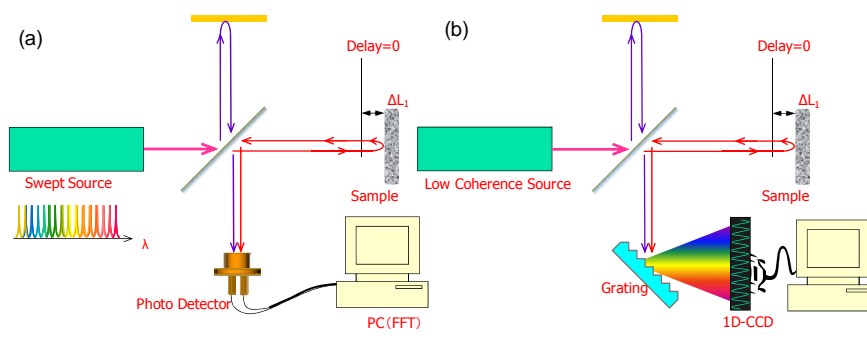 (a)
Delay=0
ΔL1
Swept Source
Sample
λ
Photo Detector
PC(FFT)
(b)
Delay=0
ΔL1
Low Coherence Source
Sample
Grating
1D-CCD